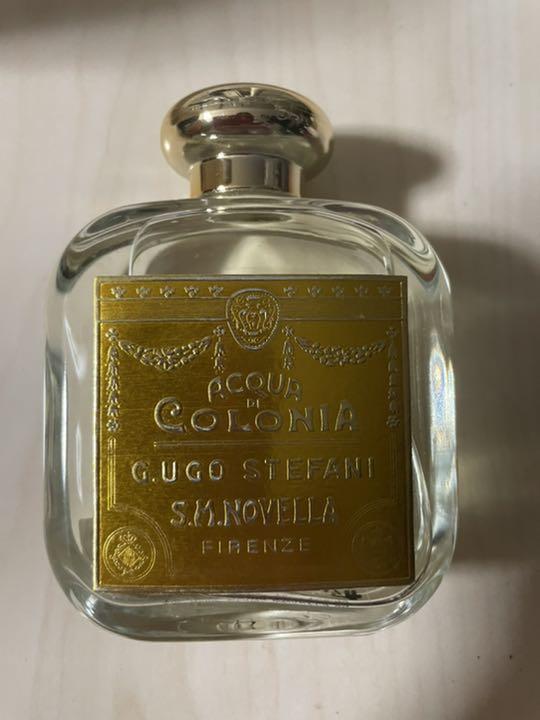 ACQUA
DI
COLONIA
G. UGO STEFANI
S.M. NOVELLA
FIRENZE